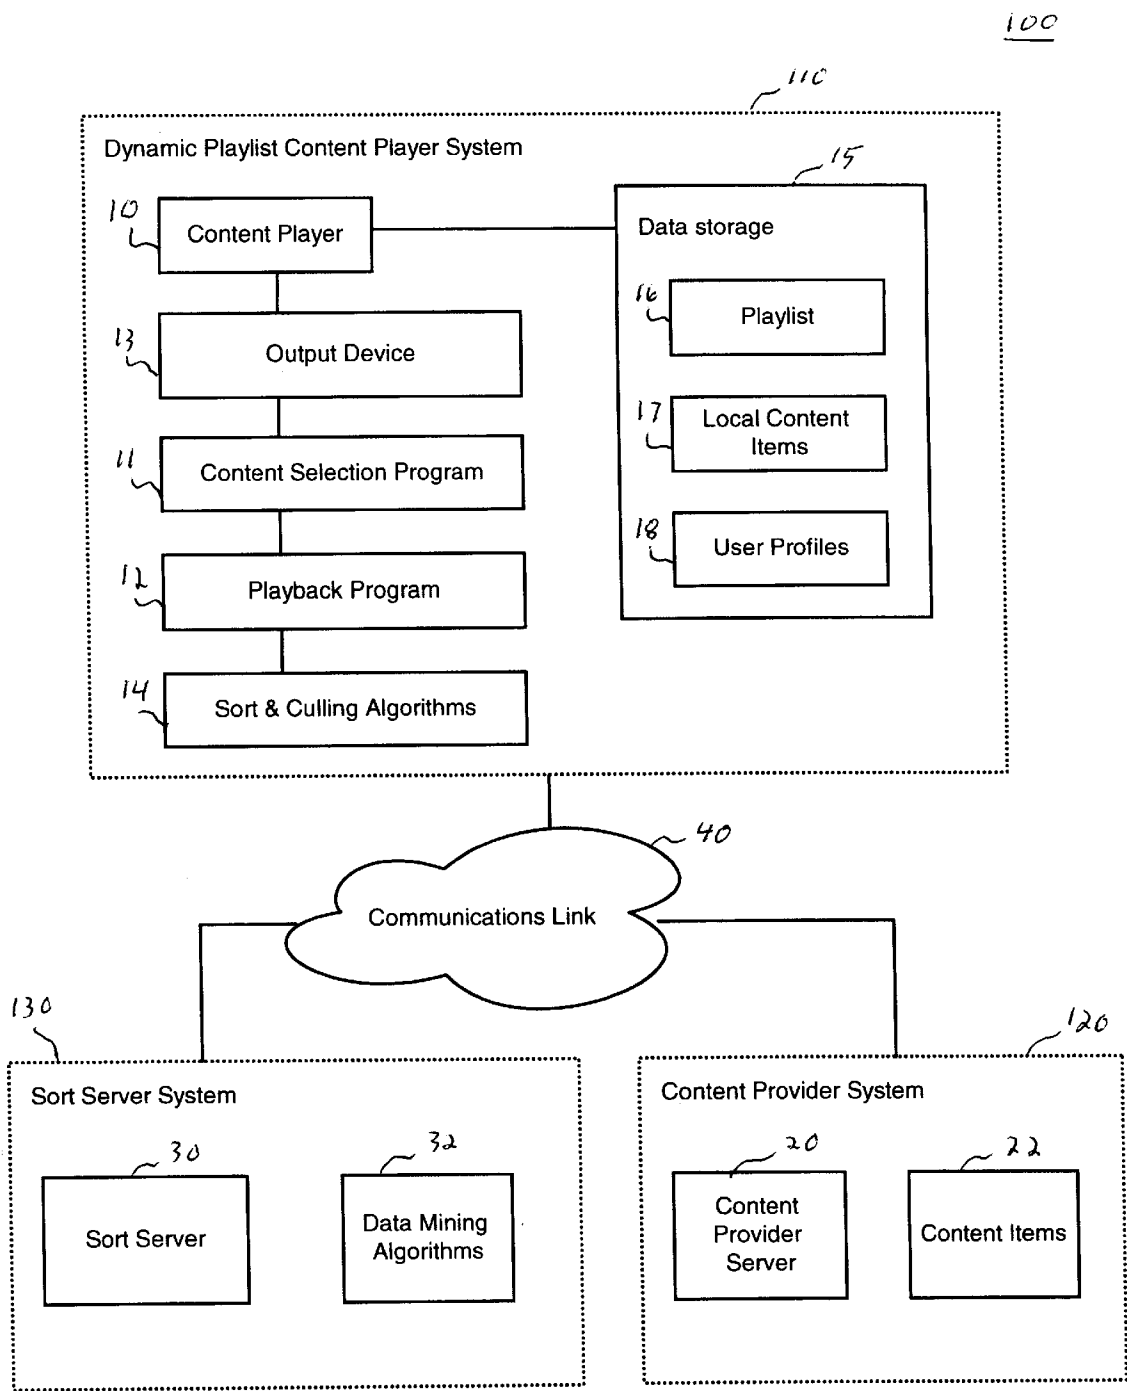 100
110
Dynamic Playlist Content Player System
15
10
Content Player
Data storage
16
Playlist
13
Output Device
17
Local Content
Items
11
Content Selection Program
18
User Profiles
12
Playback Program
14
Sort & Culling Algorithms
40
Communications Link
130
120
Sort Server System
Content Provider System
30
32
20
22
Sort Server
Data Mining
Algorithms
Content
Provider
Server
Content Items